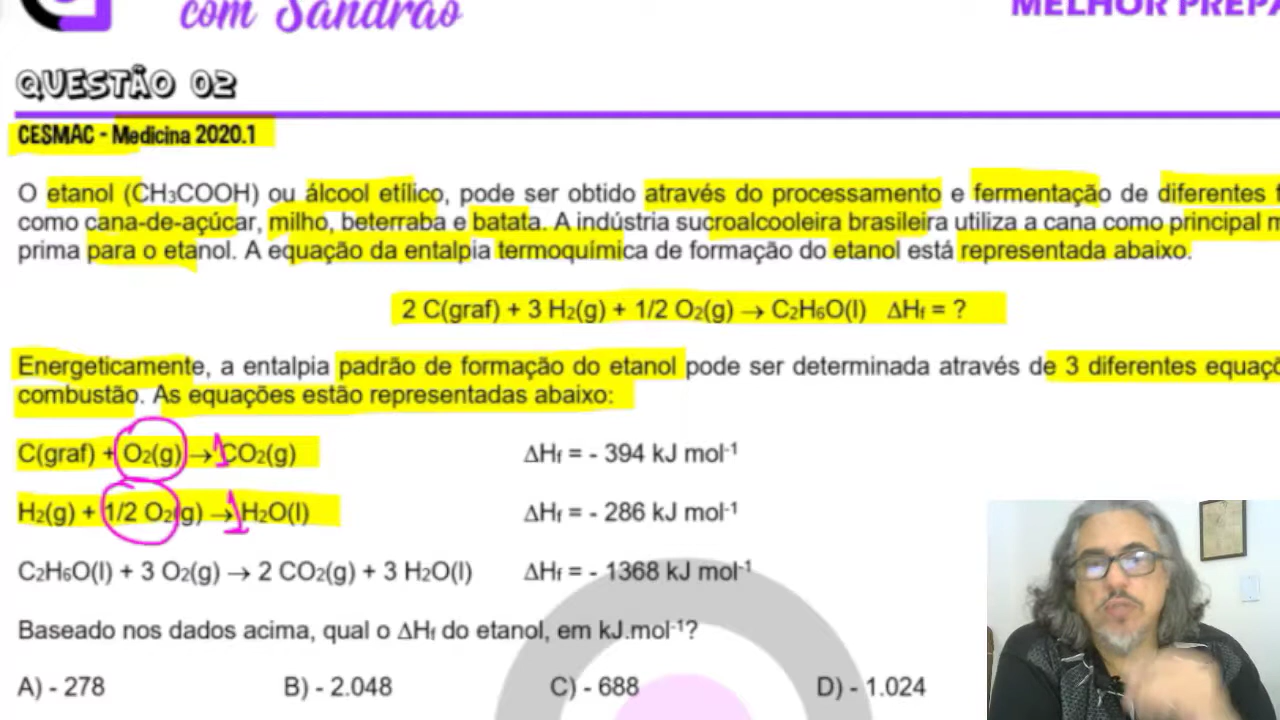 com Sandrão
MELHOR PREPA
QUESTÃO 02
CESMAC - Medicina 2020.1
O etanol (CH₃COOH) ou álcool etílico, pode ser obtido através do processamento e fermentação de diferentes
como cana-de-açúcar, milho, beterraba e batata. A indústria sucroalcooleira brasileira utiliza a cana como principal
prima para o etanol. A equação da entalpia termoquímica de formação do etanol está representada abaixo.
2 C(graf) + 3 H₂(g) + 1/2 O₂(g) → C₂H₆O(l) ΔHf = ?
Energeticamente, a entalpia padrão de formação do etanol pode ser determinada através de 3 diferentes equaç
combustão. As equações estão representadas abaixo:
C(graf) + O₂(g) → 1 CO₂(g) ΔHf = - 394 kJ mol⁻¹
H₂(g) + 1/2 O₂(g) → 1 H₂O(l) ΔHf = - 286 kJ mol⁻¹
C₂H₆O(l) + 3 O₂(g) → 2 CO₂(g) + 3 H₂O(l) ΔHf = - 1368 kJ mol⁻¹
Baseado nos dados acima, qual o ΔHf do etanol, em kJ.mol⁻¹?
A) - 278 B) - 2.048 C) - 688 D) - 1.024